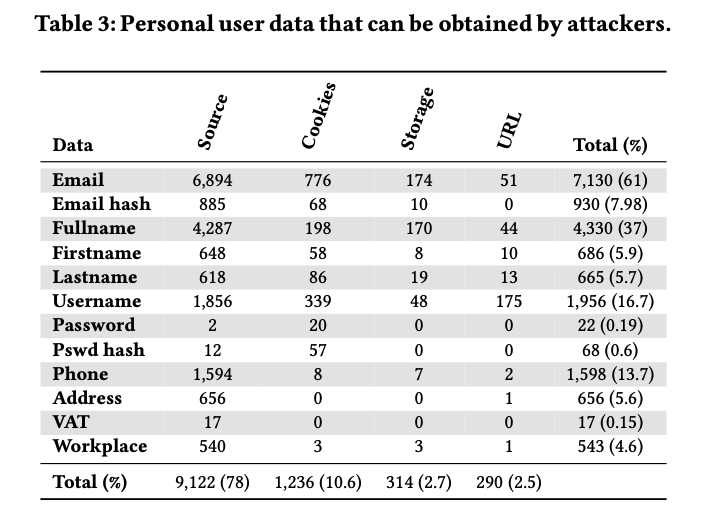 Table 3: Personal user data that can be obtained by attackers.
Data Source Cookies Storage URL Total (%)
Email 6,894 776 174 51 7,130 (61)
Email hash 885 68 10 0 930 (7.98)
Fullname 4,287 198 170 44 4,330 (37)
Firstname 648 58 8 10 686 (5.9)
Lastname 618 86 19 13 665 (5.7)
Username 1,856 339 48 175 1,956 (16.7)
Password 2 20 0 0 22 (0.19)
Pswd hash 12 57 0 0 68 (0.6)
Phone 1,594 8 7 2 1,598 (13.7)
Address 656 0 0 1 656 (5.6)
VAT 17 0 0 0 17 (0.15)
Workplace 540 3 3 1 543 (4.6)
Total (%) 9,122 (78) 1,236 (10.6) 314 (2.7) 290 (2.5)